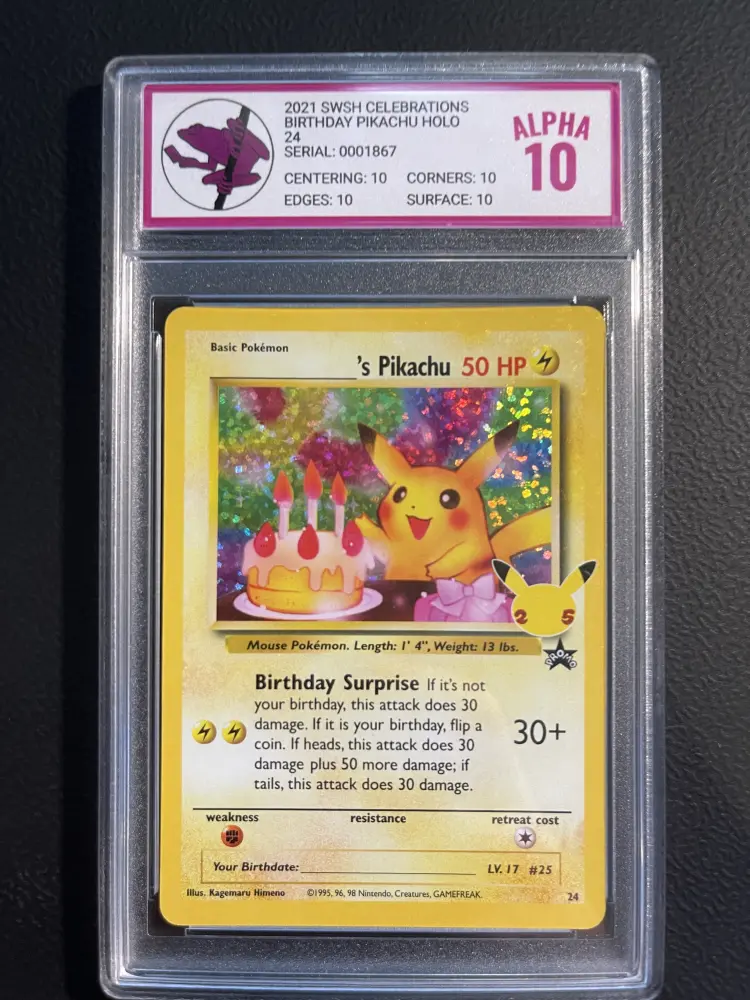 2021 SWSH CELEBRATIONS
BIRTHDAY PIKACHU HOLO
24
SERIAL: 0001867
CENTERING: 10 CORNERS: 10
EDGES: 10 SURFACE: 10
ALPHA
10
Basic Pokémon
____________'s Pikachu 50 HP
25
Mouse Pokémon. Length: 1' 4", Weight: 13 lbs.
PROMO
Birthday Surprise If it's not
your birthday, this attack does 30
damage. If it is your birthday, flip a
coin. If heads, this attack does 30
damage plus 50 more damage; if
tails, this attack does 30 damage.
30+
weakness resistance retreat cost
Your Birthdate:____________________ LV. 17 #25
Illus. Kagemaru Himeno ©1995, 96, 98 Nintendo, Creatures, GAMEFREAK. 24